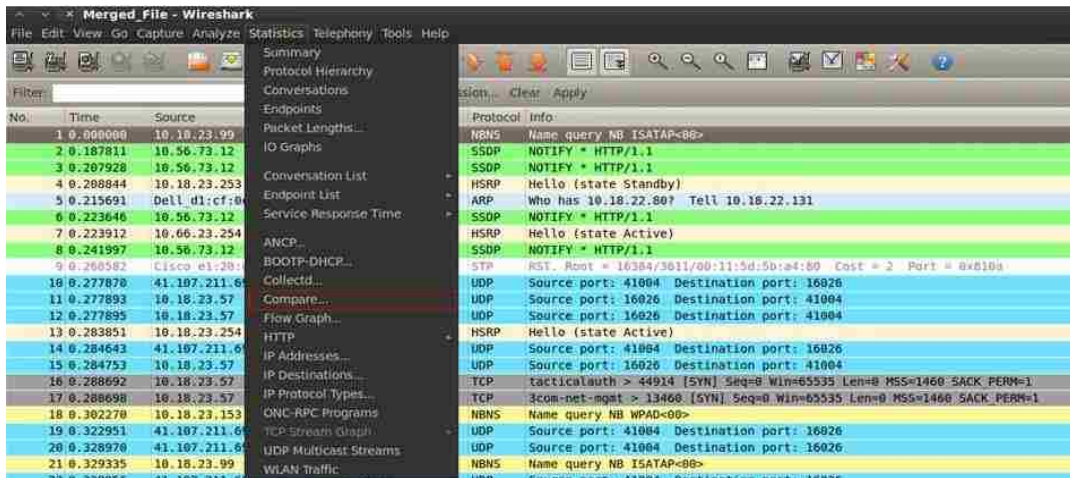 Merged_File - Wireshark
File Edit View Go Capture Analyze Statistics Telephony Tools Help
Summary
Protocol Hierarchy
Conversations
Endpoints
Packet Lengths...
IO Graphs
Conversation List
Endpoint List
Service Response Time
ANCP...
BOOTP-DHCP...
Collectd...
Compare...
Flow Graph...
HTTP
IP Addresses...
IP Destinations...
IP Protocol Types...
ONC-RPC Programs
TCP Stream Graph
UDP Multicast Streams
WLAN Traffic
Filter: Clear Apply
No. Time Source Protocol Info
1 0.000000 10.18.23.99 NBNS Name query NB ISATAP<00>
2 0.187811 10.56.73.12 SSDP NOTIFY * HTTP/1.1
3 0.207928 10.56.73.12 SSDP NOTIFY * HTTP/1.1
4 0.208844 10.18.23.253 HSRP Hello (state Standby)
5 0.215691 Dell_d1:cf:0 ARP Who has 10.18.22.80? Tell 10.18.22.131
6 0.223646 10.56.73.12 SSDP NOTIFY * HTTP/1.1
7 0.223912 10.66.23.254 HSRP Hello (state Active)
8 0.241997 10.56.73.12 SSDP NOTIFY * HTTP/1.1
9 0.260582 Cisco_e1:20: STP RST. Root = 16384/3611/00:11:5d:5b:a4:80 Cost = 2 Port = 0x810a
10 0.277870 41.107.211.6 UDP Source port: 41004 Destination port: 16026
11 0.277893 10.18.23.57 UDP Source port: 16026 Destination port: 41004
12 0.277895 10.18.23.57 UDP Source port: 16026 Destination port: 41004
13 0.283851 10.18.23.254 HSRP Hello (state Active)
14 0.284643 41.107.211.6 UDP Source port: 41004 Destination port: 16026
15 0.284753 10.18.23.57 UDP Source port: 16026 Destination port: 41004
16 0.288692 10.18.23.57 TCP tacticalauth > 44914 [SYN] Seq=0 Win=65535 Len=0 MSS=1460 SACK_PERM=1
17 0.288698 10.18.23.57 TCP 3com-net-mgmt > 13460 [SYN] Seq=0 Win=65535 Len=0 MSS=1460 SACK_PERM=1
18 0.302270 10.18.23.153 NBNS Name query NB WPAD<00>
19 0.322951 41.107.211.6 UDP Source port: 41004 Destination port: 16026
20 0.328970 41.107.211.6 UDP Source port: 41004 Destination port: 16026
21 0.329335 10.18.23.99 NBNS Name query NB ISATAP<00>